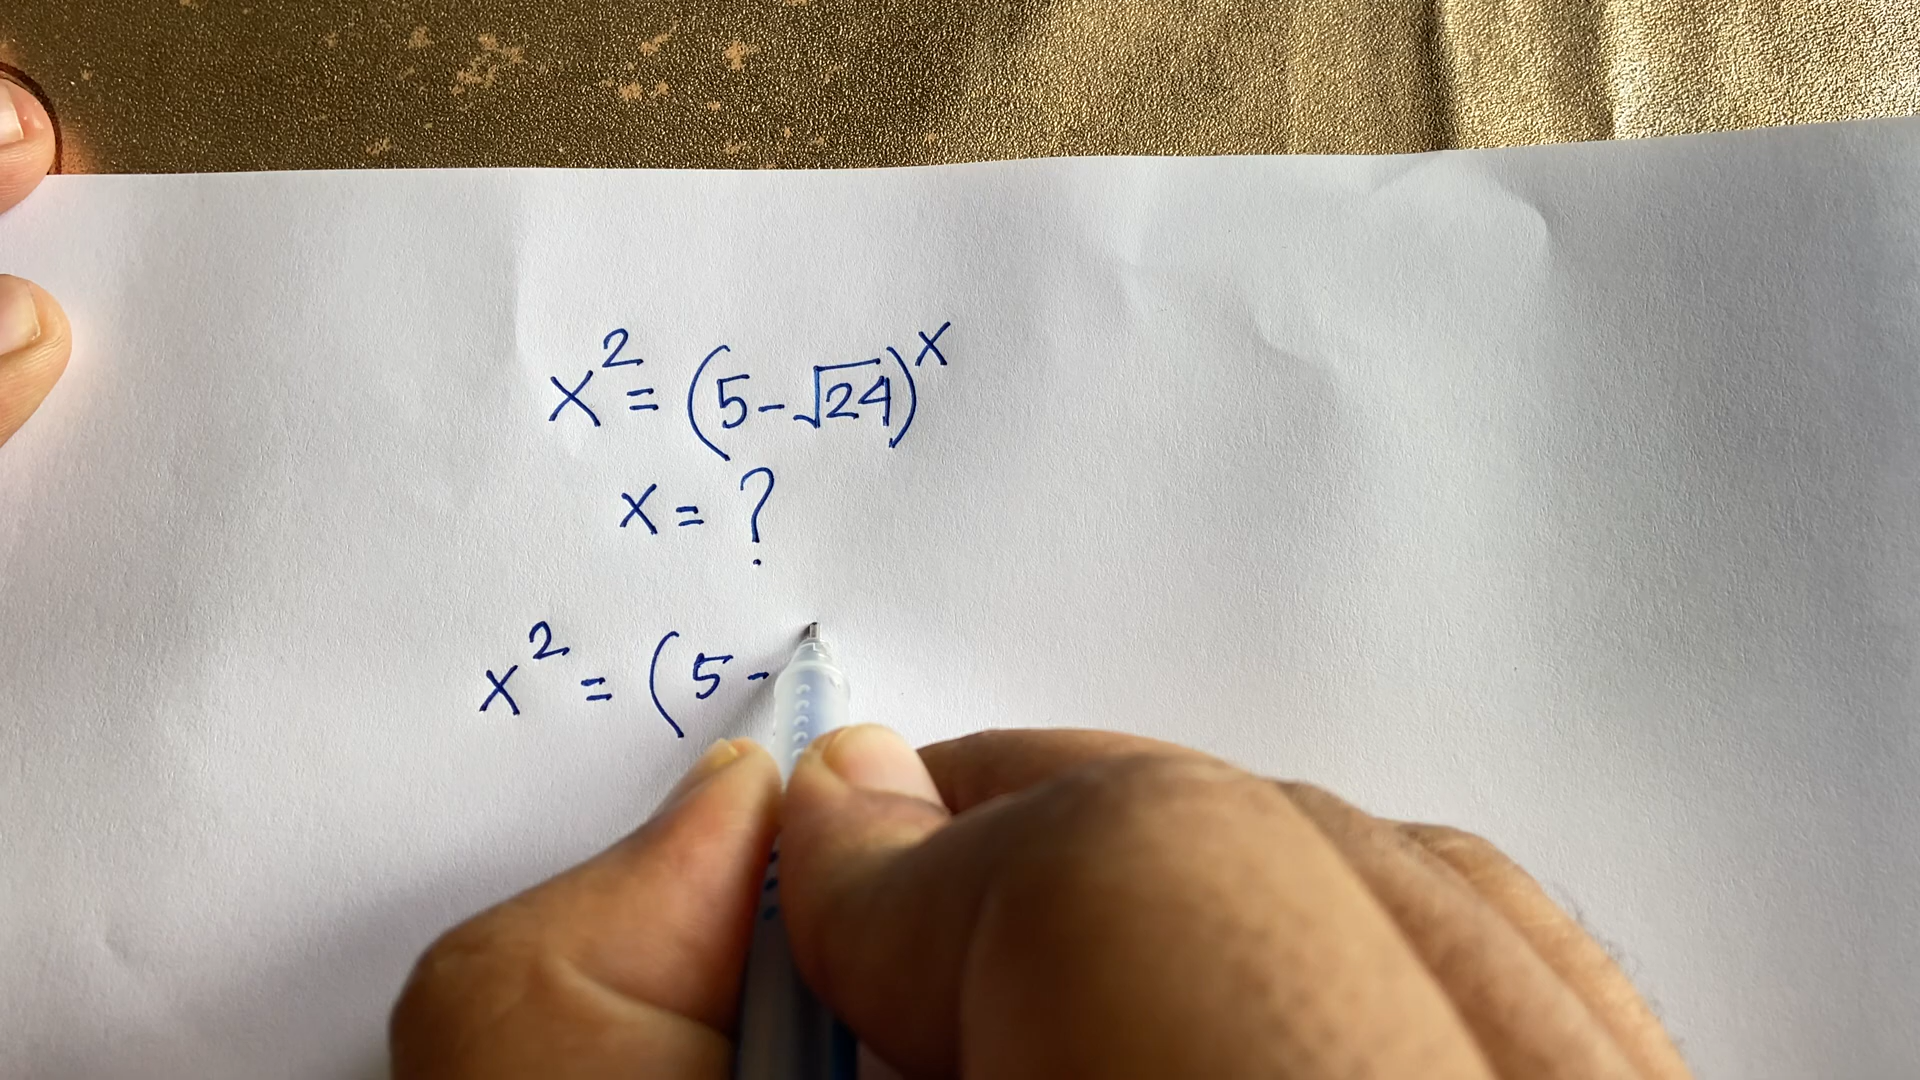 x² = (5-√24)ˣ
x = ?
x² = (5 -